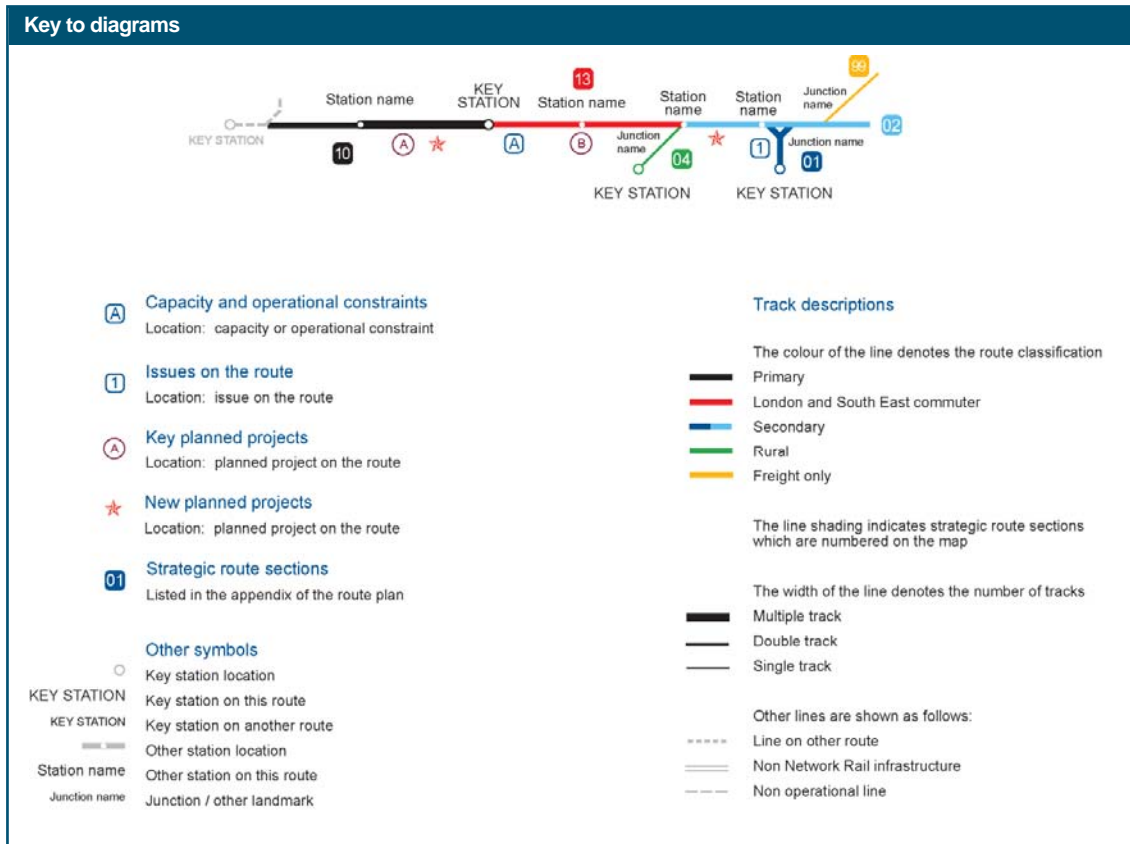 Key to diagrams
99
13
KEY STATION
Station name
KEY
STATION
Station name
Station
name
Station
name
Junction
name
02
10
A
A
B
Junction
name
04
1
Junction name
01
KEY STATION
KEY STATION
A
Capacity and operational constraints
Location: capacity or operational constraint
1
Issues on the route
Location: issue on the route
A
Key planned projects
Location: planned project on the route
New planned projects
Location: planned project on the route
01
Strategic route sections
Listed in the appendix of the route plan
Other symbols
Key station location
KEY STATION
Key station on this route
KEY STATION
Key station on another route
Other station location
Station name
Other station on this route
Junction name
Junction / other landmark
Track descriptions
The colour of the line denotes the route classification
Primary
London and South East commuter
Secondary
Rural
Freight only
The line shading indicates strategic route sections
which are numbered on the map
The width of the line denotes the number of tracks
Multiple track
Double track
Single track
Other lines are shown as follows:
Line on other route
Non Network Rail infrastructure
Non operational line